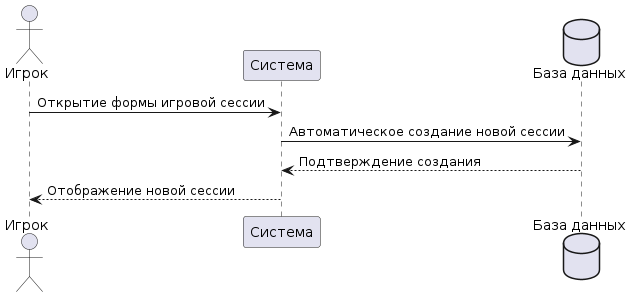 Игрок
Система
База данных
Открытие формы игровой сессии
Автоматическое создание новой сессии
Подтверждение создания
Отображение новой сессии
Игрок
Система
База данных